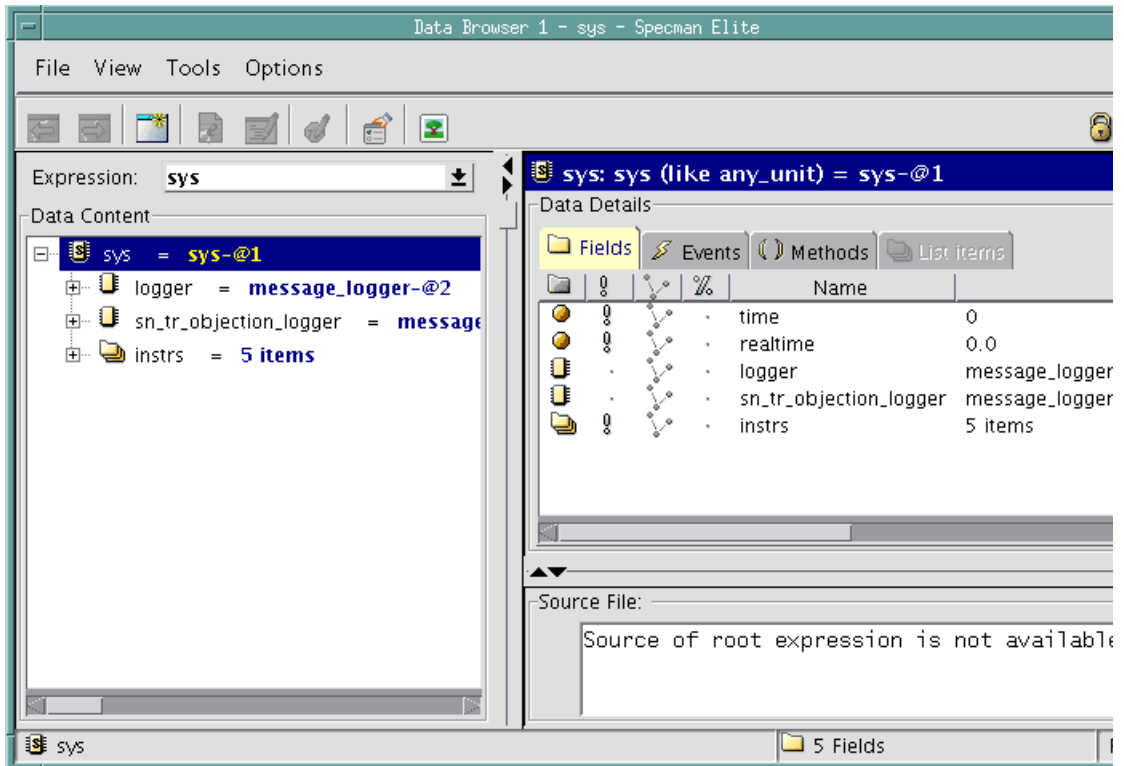 Data Browser 1 - sys - Specman Elite
File View Tools Options
Expression: sys
Data Content
sys = sys-@1
logger = message_logger-@2
sn_tr_objection_logger = message
instrs = 5 items
sys: sys (like any_unit) = sys-@1
Data Details
Fields Events Methods List items
Name
time 0
realtime 0.0
logger message_logger
sn_tr_objection_logger message_logger
instrs 5 items
Source File:
Source of root expression is not available
sys
5 Fields